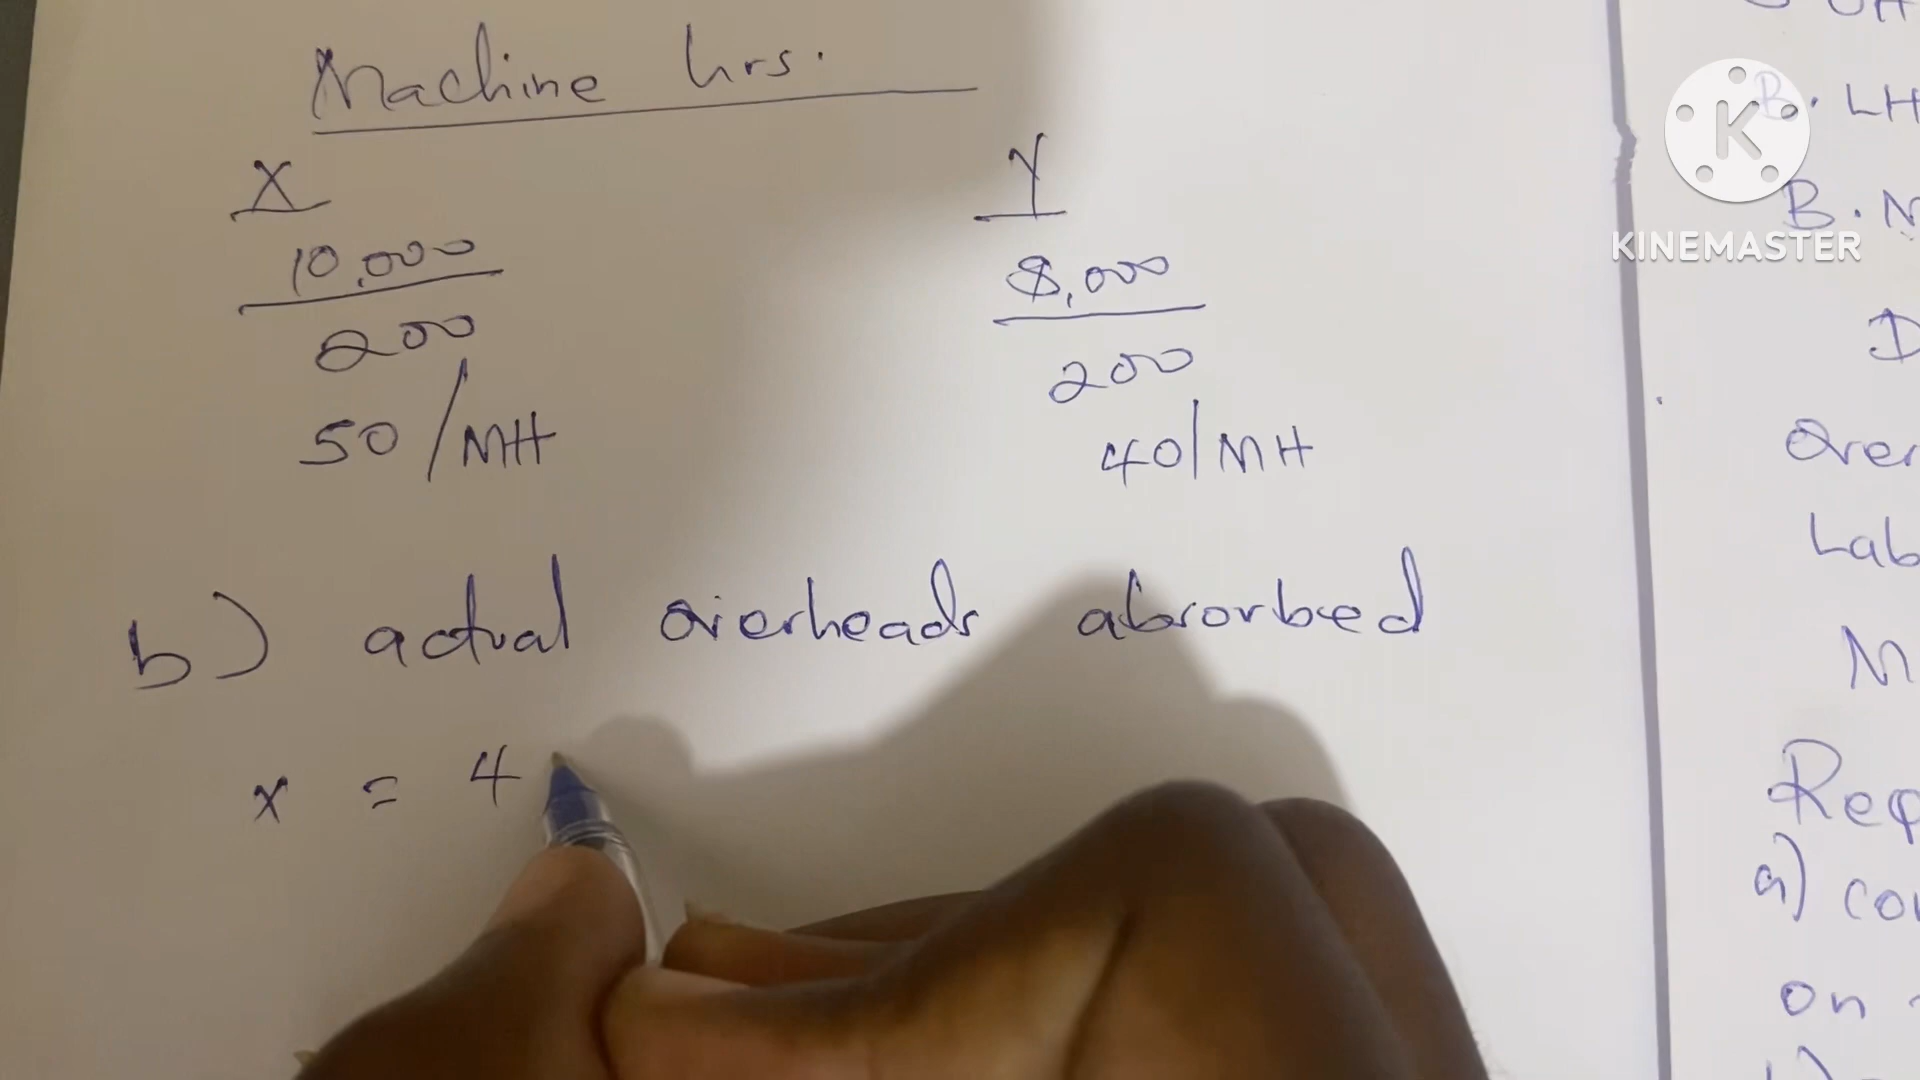 Machine hrs.
X Y
10,000 8,000
200 200
50/MH 40/MH
b) actual overheads absorbed
x = 4
B. LH
B.
KINEMASTER
D
Over
Lab
M
Req
a) con
on